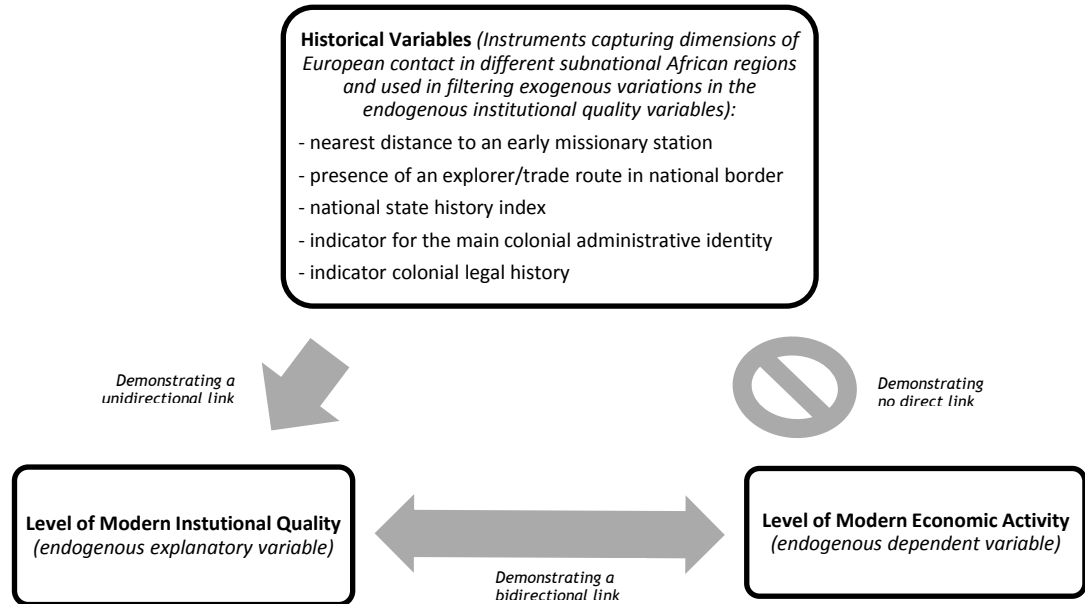 Historical Variables (Instruments capturing dimensions of
European contact in different subnational African regions
and used in filtering exogenous variations in the
endogenous institutional quality variables):
- nearest distance to an early missionary station
- presence of an explorer/trade route in national border
- national state history index
- indicator for the main colonial administrative identity
- indicator colonial legal history
Demonstrating a
unidirectional link
Demonstrating
no direct link
Level of Modern Instutional Quality
(endogenous explanatory variable)
Level of Modern Economic Activity
(endogenous dependent variable)
Demonstrating a
bidirectional link